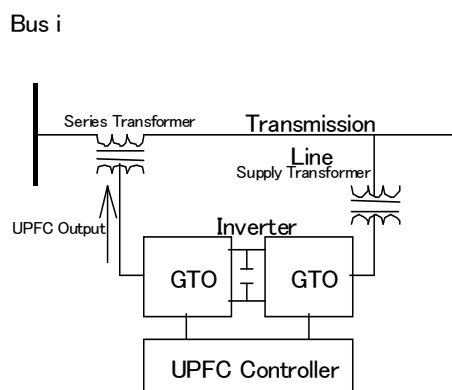 Bus i
Series Transformer
Transmission
Line
Supply Transformer
UPFC Output
Inverter
GTO
GTO
UPFC Controller